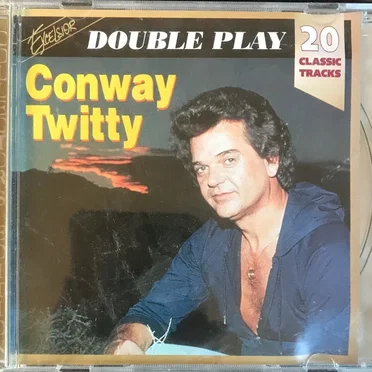 EXCELSIOR
DOUBLE PLAY
20
CLASSIC
TRACKS
Conway
Twitty